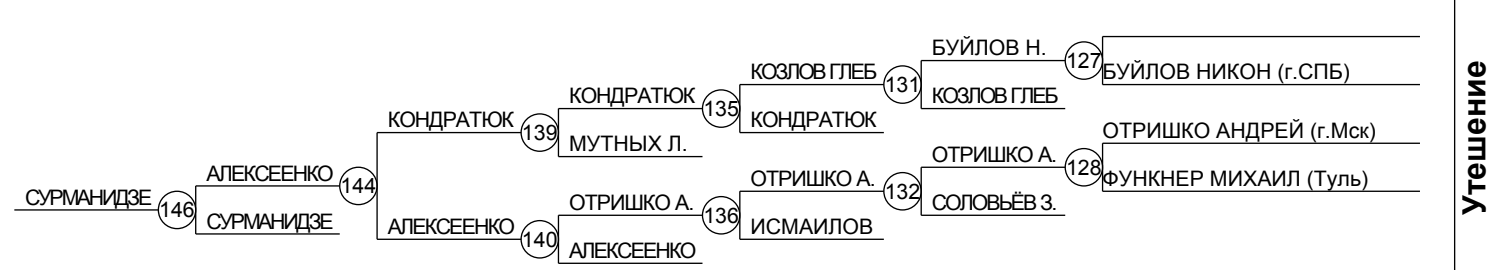 БУЙЛОВ Н.
127
БУЙЛОВ НИКОН (г.СПБ)
КОЗЛОВ ГЛЕБ
131
КОЗЛОВ ГЛЕБ
КОНДРАТЮК
135
КОНДРАТЮК
КОНДРАТЮК
139
МУТНЫХ Л.
ОТРИШКО АНДРЕЙ (г.Мск)
ОТРИШКО А.
128
ФУНКНЕР МИХАИЛ (Туль)
АЛЕКСЕЕНКО
144
ОТРИШКО А.
132
СОЛОВЬЁВ З.
СУРМАНИДЗЕ
146
СУРМАНИДЗЕ
АЛЕКСЕЕНКО
140
ОТРИШКО А.
136
ИСМАИЛОВ
АЛЕКСЕЕНКО
Утешение